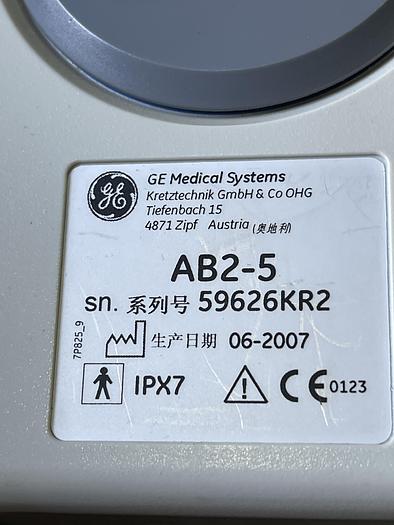 GE Medical Systems
Kretztechnik GmbH & Co OHG
Tiefenbach 15
4871 Zipf Austria (奥地利)
AB2-5
sn. 系列号 59626KR2
生产日期 06-2007
7P825_9
IPX7 CE 0123